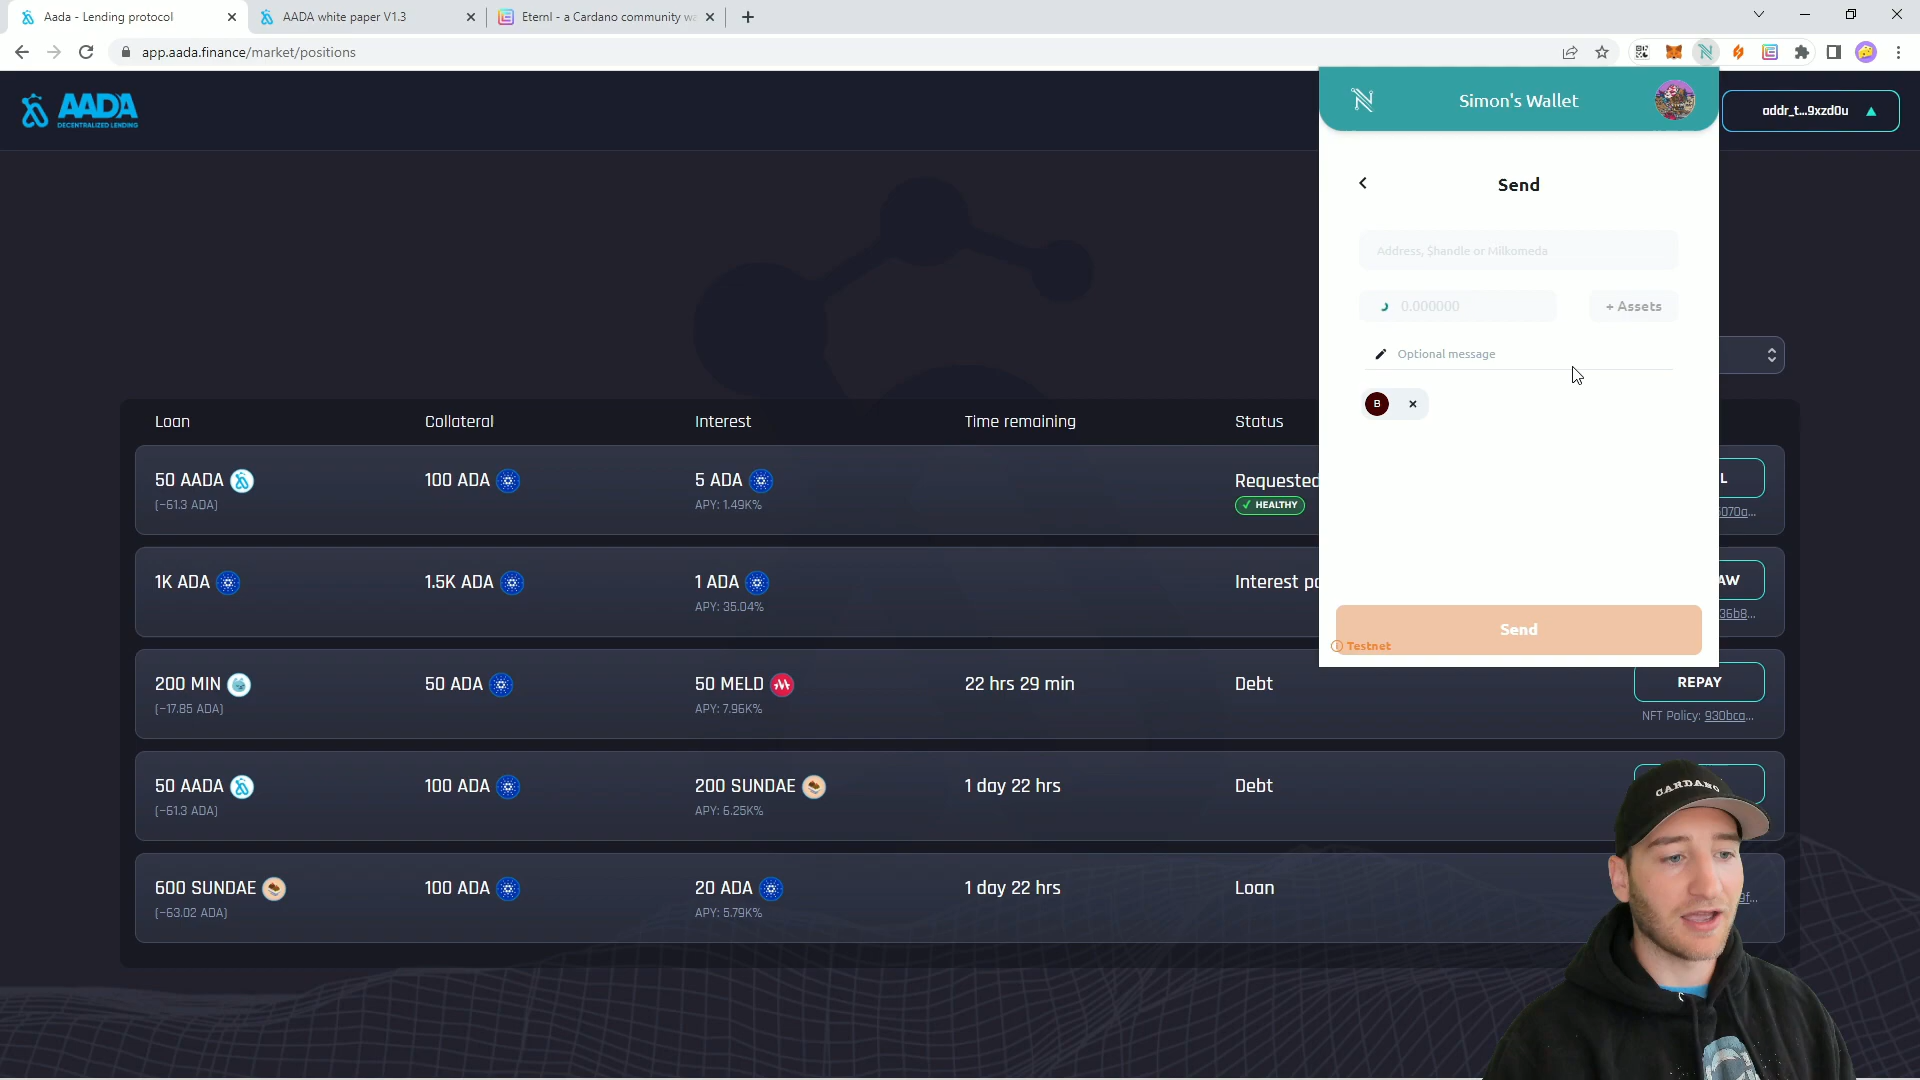 Aada - Lending protocol
AADA white paper V1.3
Eternl - a Cardano community wa
app.aada.finance/market/positions
AADA
DECENTRALIZED LENDING
Simon's Wallet
addr_t...9xzd0u
Send
Address, $handle or Milkomeda
0.000000
+ Assets
Optional message
B
Send
Testnet
Loan
Collateral
Interest
Time remaining
Status
50 AADA
(~61.3 ADA)
100 ADA
5 ADA
APY: 1.49K%
Requested
✓ HEALTHY
L
1K ADA
1.5K ADA
1 ADA
APY: 35.04%
Interest pa
AW
36b8...
200 MIN
(~17.85 ADA)
50 ADA
50 MELD
APY: 7.96K%
22 hrs 29 min
Debt
REPAY
NFT Policy: 930bca...
50 AADA
(~61.3 ADA)
100 ADA
200 SUNDAE
APY: 6.25K%
1 day 22 hrs
Debt
600 SUNDAE
(~63.02 ADA)
100 ADA
20 ADA
APY: 5.79K%
1 day 22 hrs
Loan
CARDANO